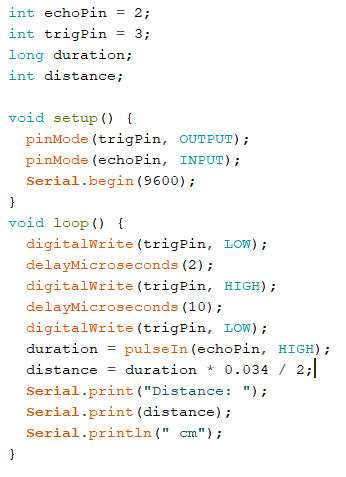 int echoPin = 2;
int trigPin = 3;
long duration;
int distance;

void setup() {
  pinMode(trigPin, OUTPUT);
  pinMode(echoPin, INPUT);
  Serial.begin(9600);
}
void loop() {
  digitalWrite(trigPin, LOW);
  delayMicroseconds(2);
  digitalWrite(trigPin, HIGH);
  delayMicroseconds(10);
  digitalWrite(trigPin, LOW);
  duration = pulseIn(echoPin, HIGH);
  distance = duration * 0.034 / 2;
  Serial.print("Distance: ");
  Serial.print(distance);
  Serial.println(" cm");
}